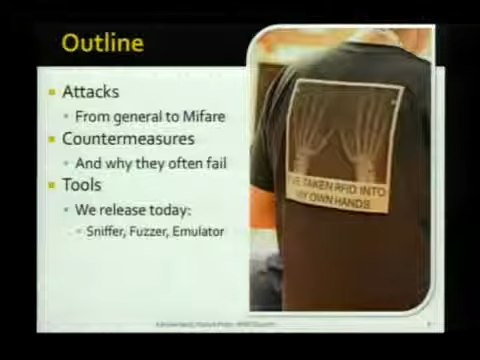 Outline
Attacks
From general to Mifare
Countermeasures
And why they often fail
Tools
We release today:
Sniffer, Fuzzer, Emulator
I'VE TAKEN RFID INTO
MY OWN HANDS